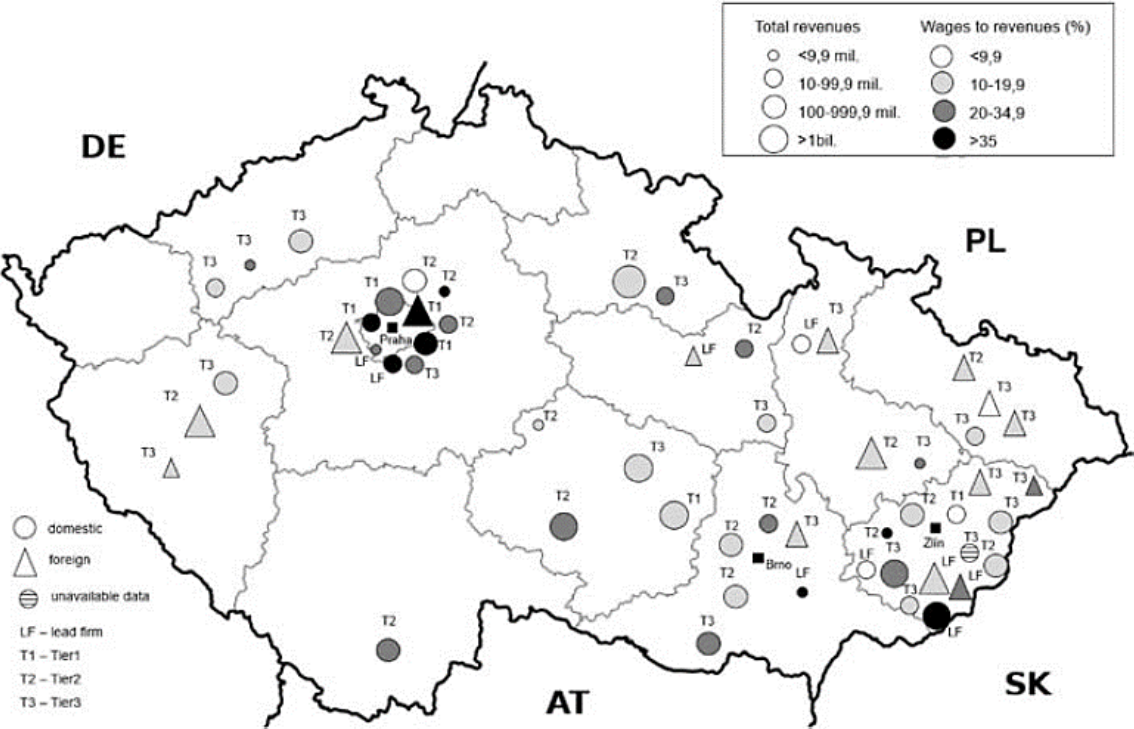 Total revenues
Wages to revenues (%)
<9,9 mil.
<9,9
10-99,9 mil.
10-19,9
100-999,9 mil.
20-34,9
>1bil.
>35
DE
PL
T3
T3
T3
T2
T2
T3
T1
T2
T1
T1
T2
T2
Praha
T1
LF
LF
T3
LF
T3
T2
LF
T3
T2
T2
T3
T3
T3
T2
T3
T3
T2
T3
T3
T2
T3
T3
T3
T2
T1
T2
T1
T3
T2
T2
T3
Zlín
T2
T3
T2
Brno
LF
T3
LF
LF
T2
LF
T3
T2
T3
LF
domestic
foreign
unavailable data
LF – lead firm
T1 – Tier1
T2 – Tier2
T3 – Tier3
AT
SK